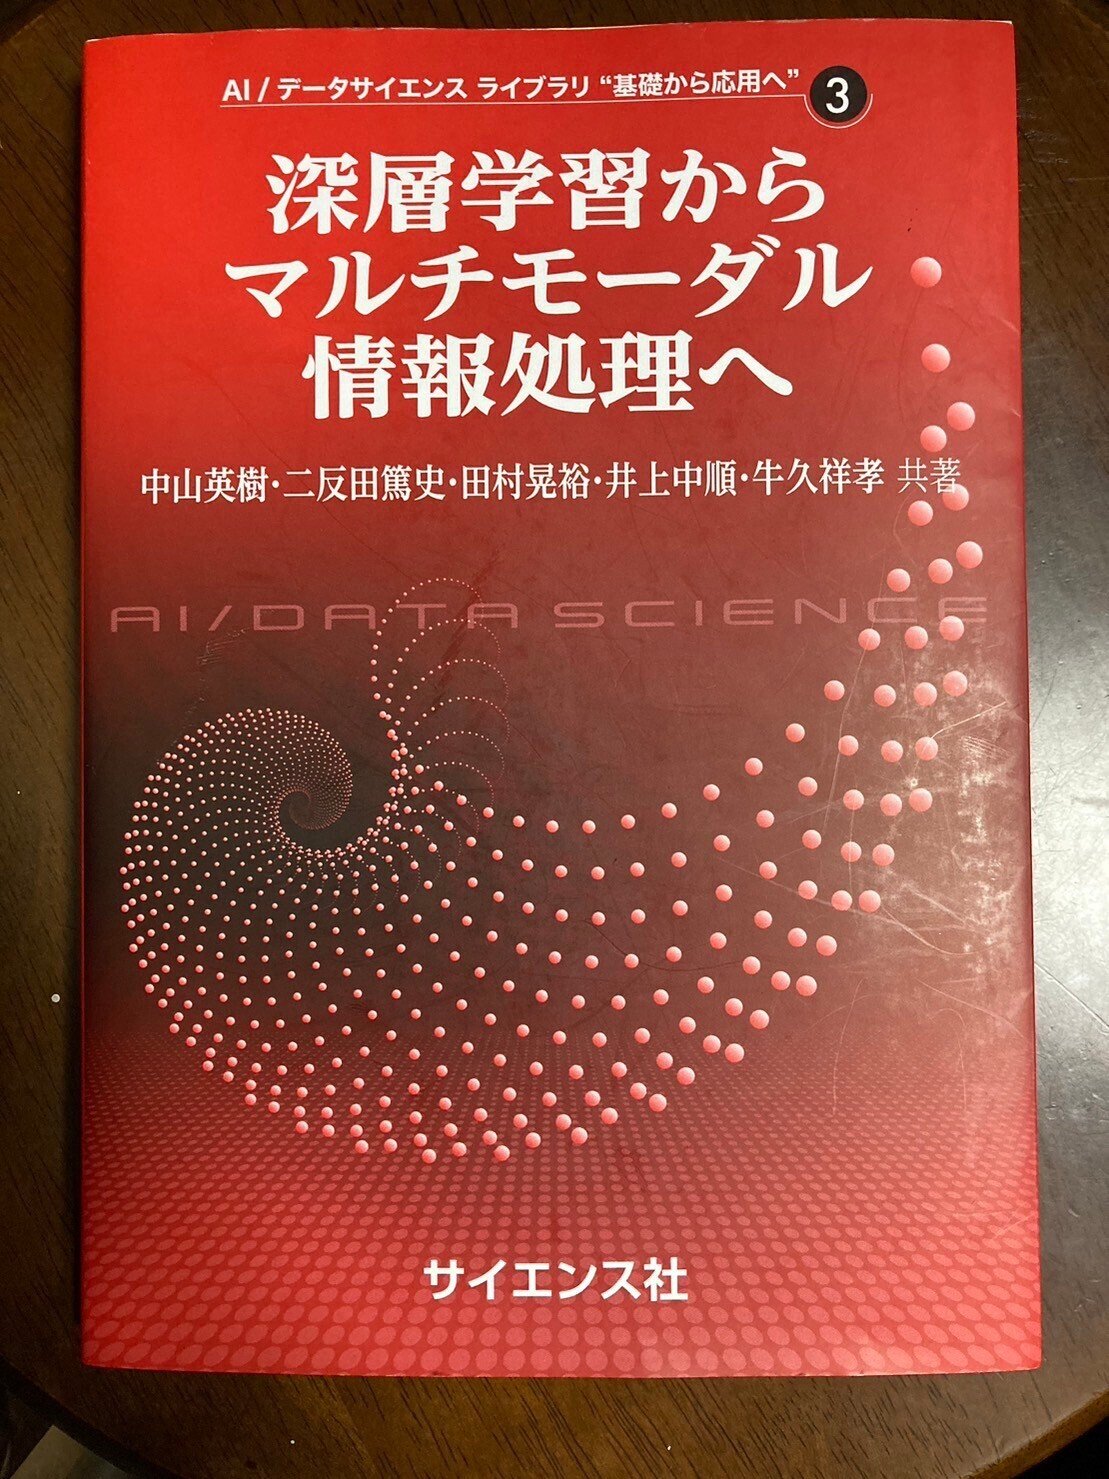 AI / データサイエンス ライブラリ “基礎から応用へ” 3
深層学習から
マルチモーダル
情報処理へ
中山英樹・二反田篤史・田村晃裕・井上中順・牛久祥孝 共著
AI/DATA SCIENCE
サイエンス社